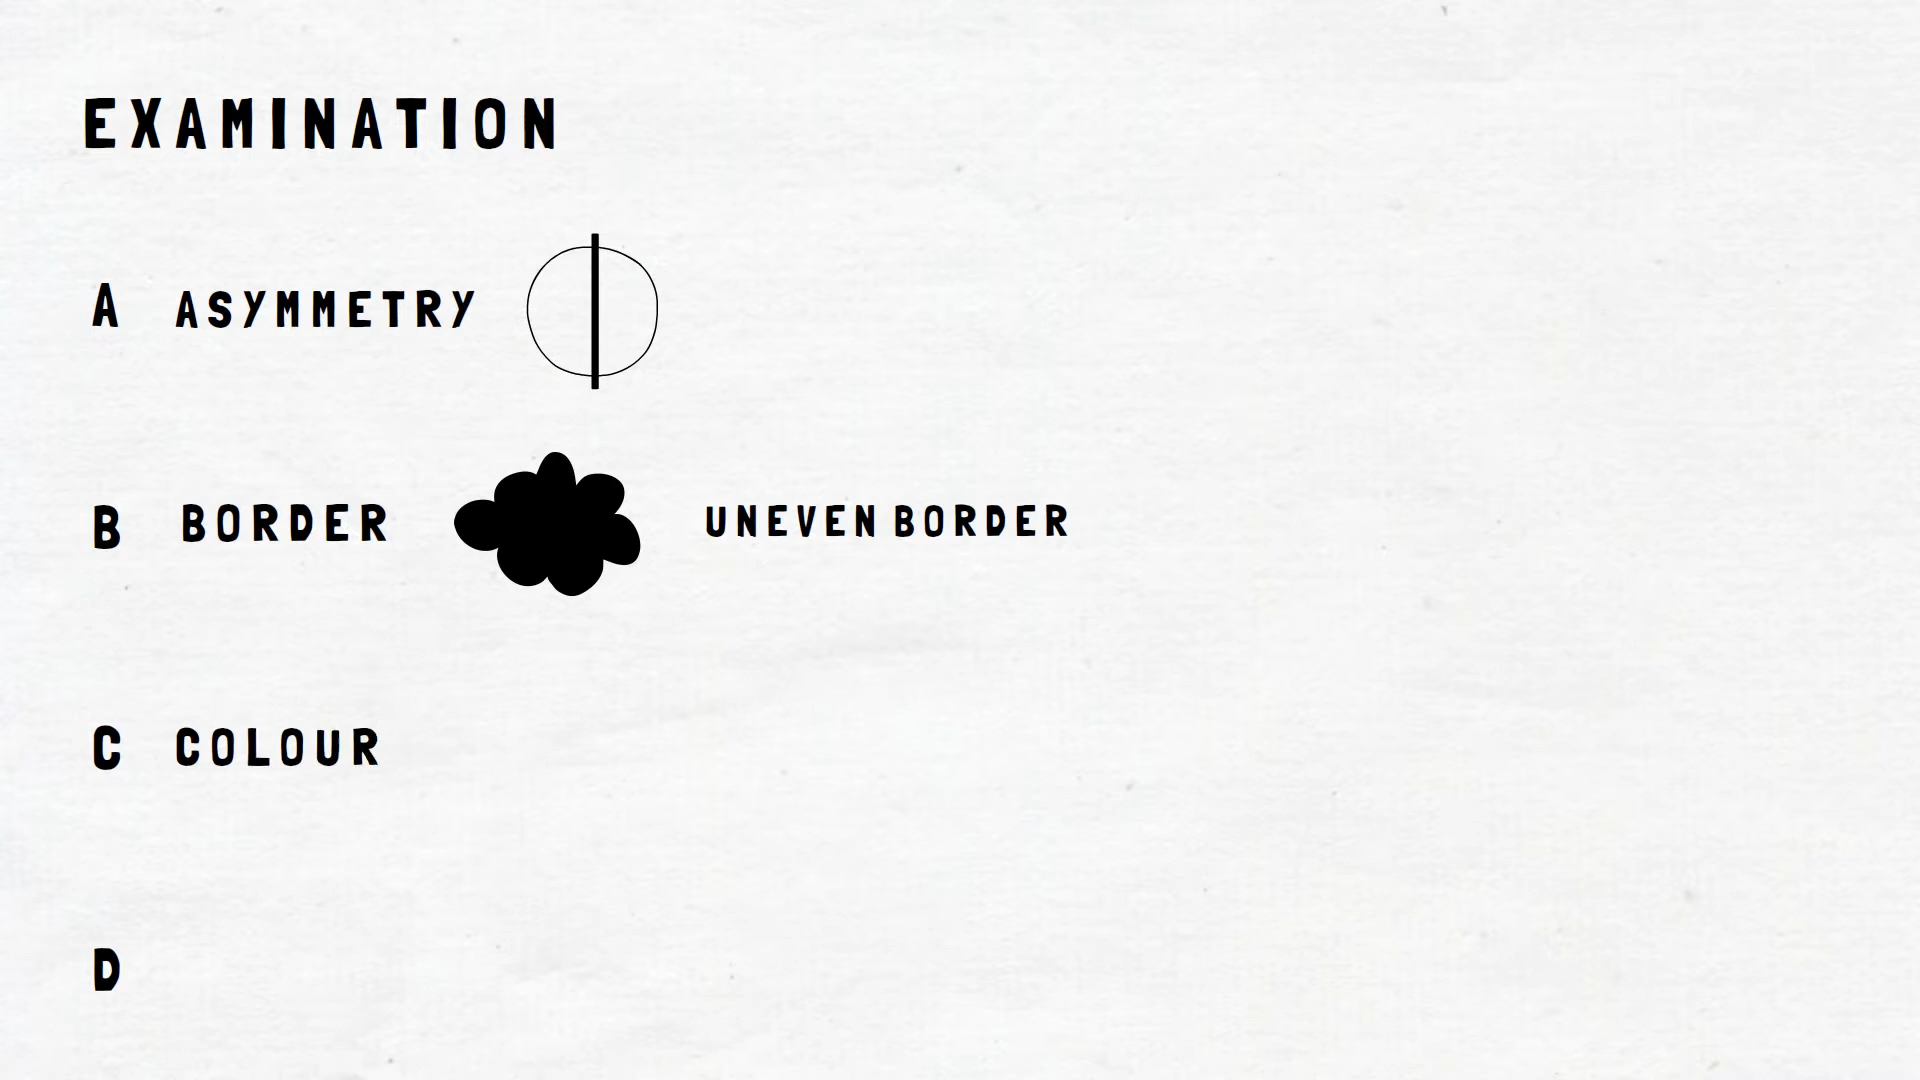 EXAMINATION
A ASYMMETRY
B BORDER UNEVEN BORDER
C COLOUR
D